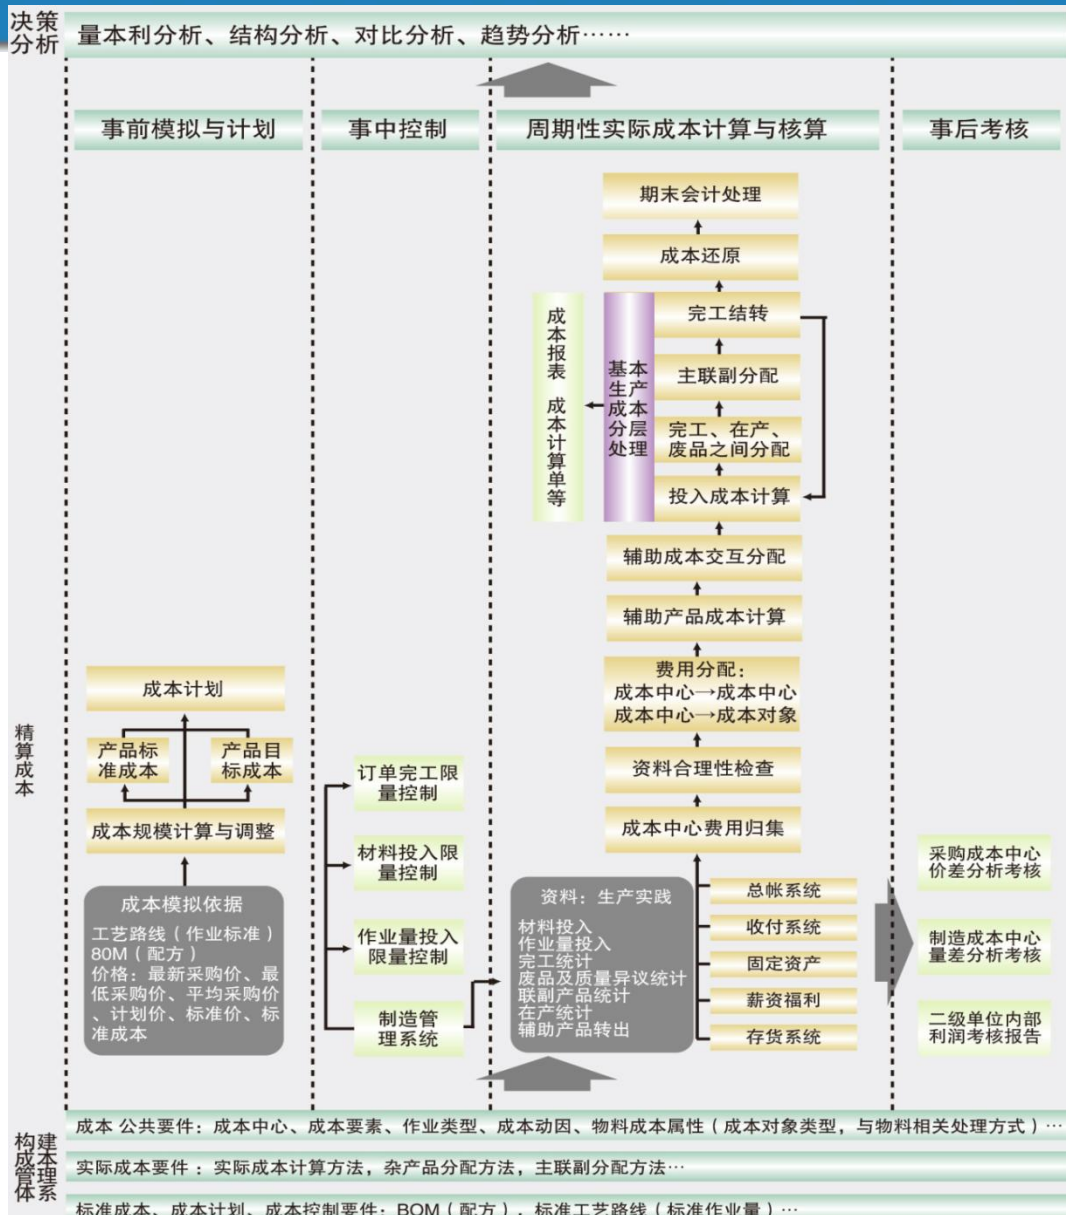 决策
分析
量本利分析、结构分析、对比分析、趋势分析……
事前模拟与计划
事中控制
周期性实际成本计算与核算
事后考核
精算成本
成本计划
产品标
准成本
产品目
标成本
成本规模计算与调整
成本模拟依据
工艺路线（作业标准）
80M（配方）
价格：最新采购价、最
低采购价、平均采购价
、计划价、标准价、标
准成本
订单完工限
量控制
材料投入限
量控制
作业量投入
限量控制
制造管
理系统
期末会计处理
成本还原
完工结转
主联副分配
完工、在产、
废品之间分配
投入成本计算
基本
生产
成本
分层
处理
成本报表 成本计算单等
辅助成本交互分配
辅助产品成本计算
费用分配：
成本中心→成本中心
成本中心→成本对象
资料合理性检查
成本中心费用归集
资料：生产实践
材料投入
作业量投入
完工统计
废品及质量异议统计
联副产品统计
在产统计
辅助产品转出
总帐系统
收付系统
固定资产
薪资福利
存货系统
采购成本中心
价差分析考核
制造成本中心
量差分析考核
二级单位内部
利润考核报告
构建
成本
管理
体系
成本 公共要件：成本中心、成本要素、作业类型、成本动因、物料成本属性（成本对象类型，与物料相关处理方式）…
实际成本要件：实际成本计算方法，杂产品分配方法，主联副分配方法…
标准成本、成本计划、成本控制要件：BOM（配方），标准工艺路线（标准作业量）…